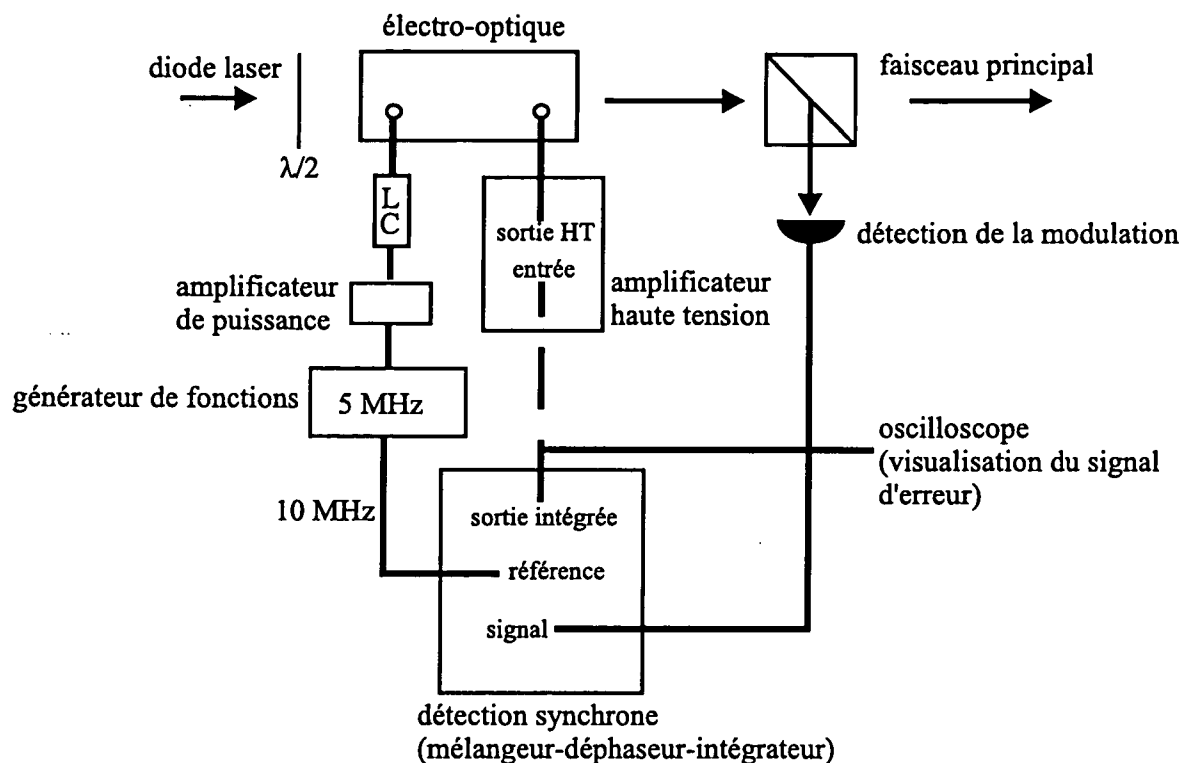 électro-optique
diode laser
faisceau principal
λ/2
L
C
sortie HT
entrée
détection de la modulation
amplificateur
de puissance
amplificateur
haute tension
générateur de fonctions
5 MHz
oscilloscope
(visualisation du signal
d'erreur)
10 MHz
sortie intégrée
référence
signal
détection synchrone
(mélangeur-déphaseur-intégrateur)